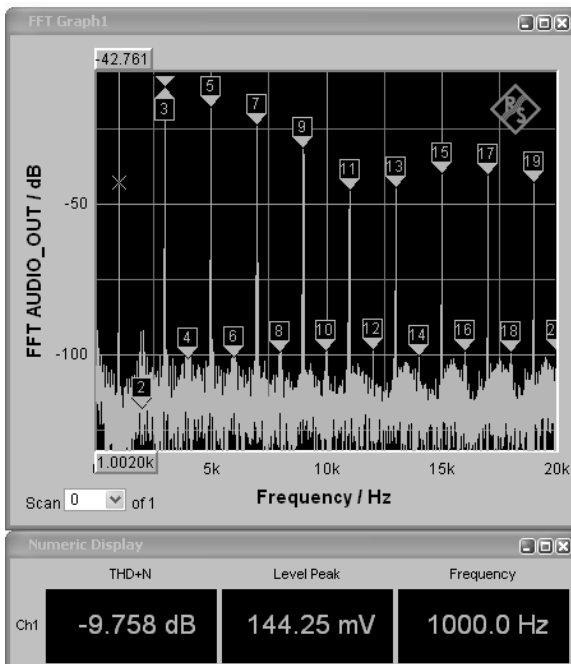 FFT Graph1
-42.761
3
5
7
9
11
13
15
17
19
R
S
-50
FFT AUDIO_OUT / dB
-100
2
4
6
8
10
12
14
16
18
2
1.0020k
5k
10k
15k
20k
Scan 0 of 1
Frequency / Hz
Numeric Display
THD+N
Level Peak
Frequency
Ch1
-9.758 dB
144.25 mV
1000.0 Hz